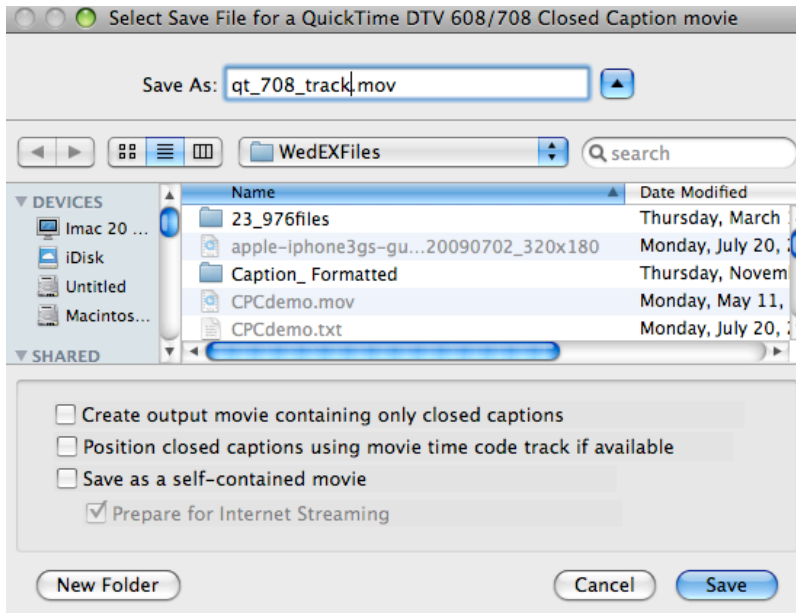 Select Save File for a QuickTime DTV 608/708 Closed Caption movie
Save As: qt_708_track.mov
WedEXFiles search
DEVICES
Imac 20 ...
iDisk
Untitled
Macintos...
SHARED
Name Date Modified
23_976files Thursday, March
apple-iphone3gs-gu...20090702_320x180 Monday, July 20,
Caption_ Formatted Thursday, Novem
CPCdemo.mov Monday, May 11,
CPCdemo.txt Monday, July 20,
Create output movie containing only closed captions
Position closed captions using movie time code track if available
Save as a self-contained movie
Prepare for Internet Streaming
New Folder Cancel Save